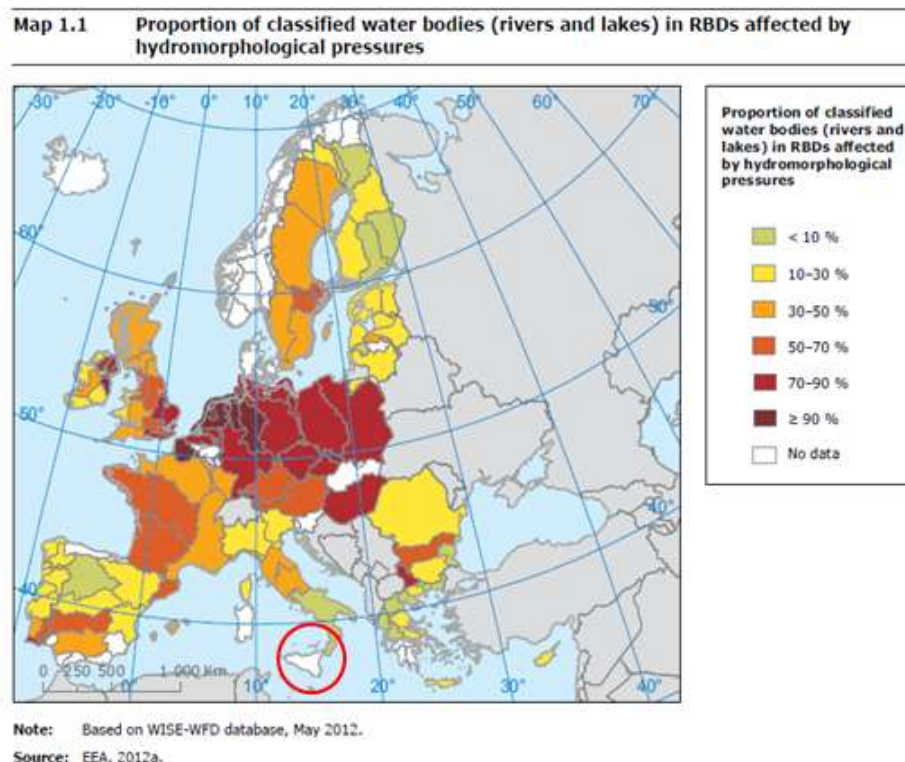 Map 1.1 Proportion of classified water bodies (rivers and lakes) in RBDs affected by
hydromorphological pressures
-30° -20° -10° 0° 10° 20° 30° 40° 50° 60° 70°
60°
50°
50°
40°
40°
0 250 500 1 000 Km
0° 10° 20° 30° 40°
Proportion of classified
water bodies (rivers and
lakes) in RBDs affected
by hydromorphological
pressures
< 10 %
10–30 %
30–50 %
50–70 %
70–90 %
≥ 90 %
No data
Note: Based on WISE-WFD database, May 2012.
Source: EEA, 2012a.